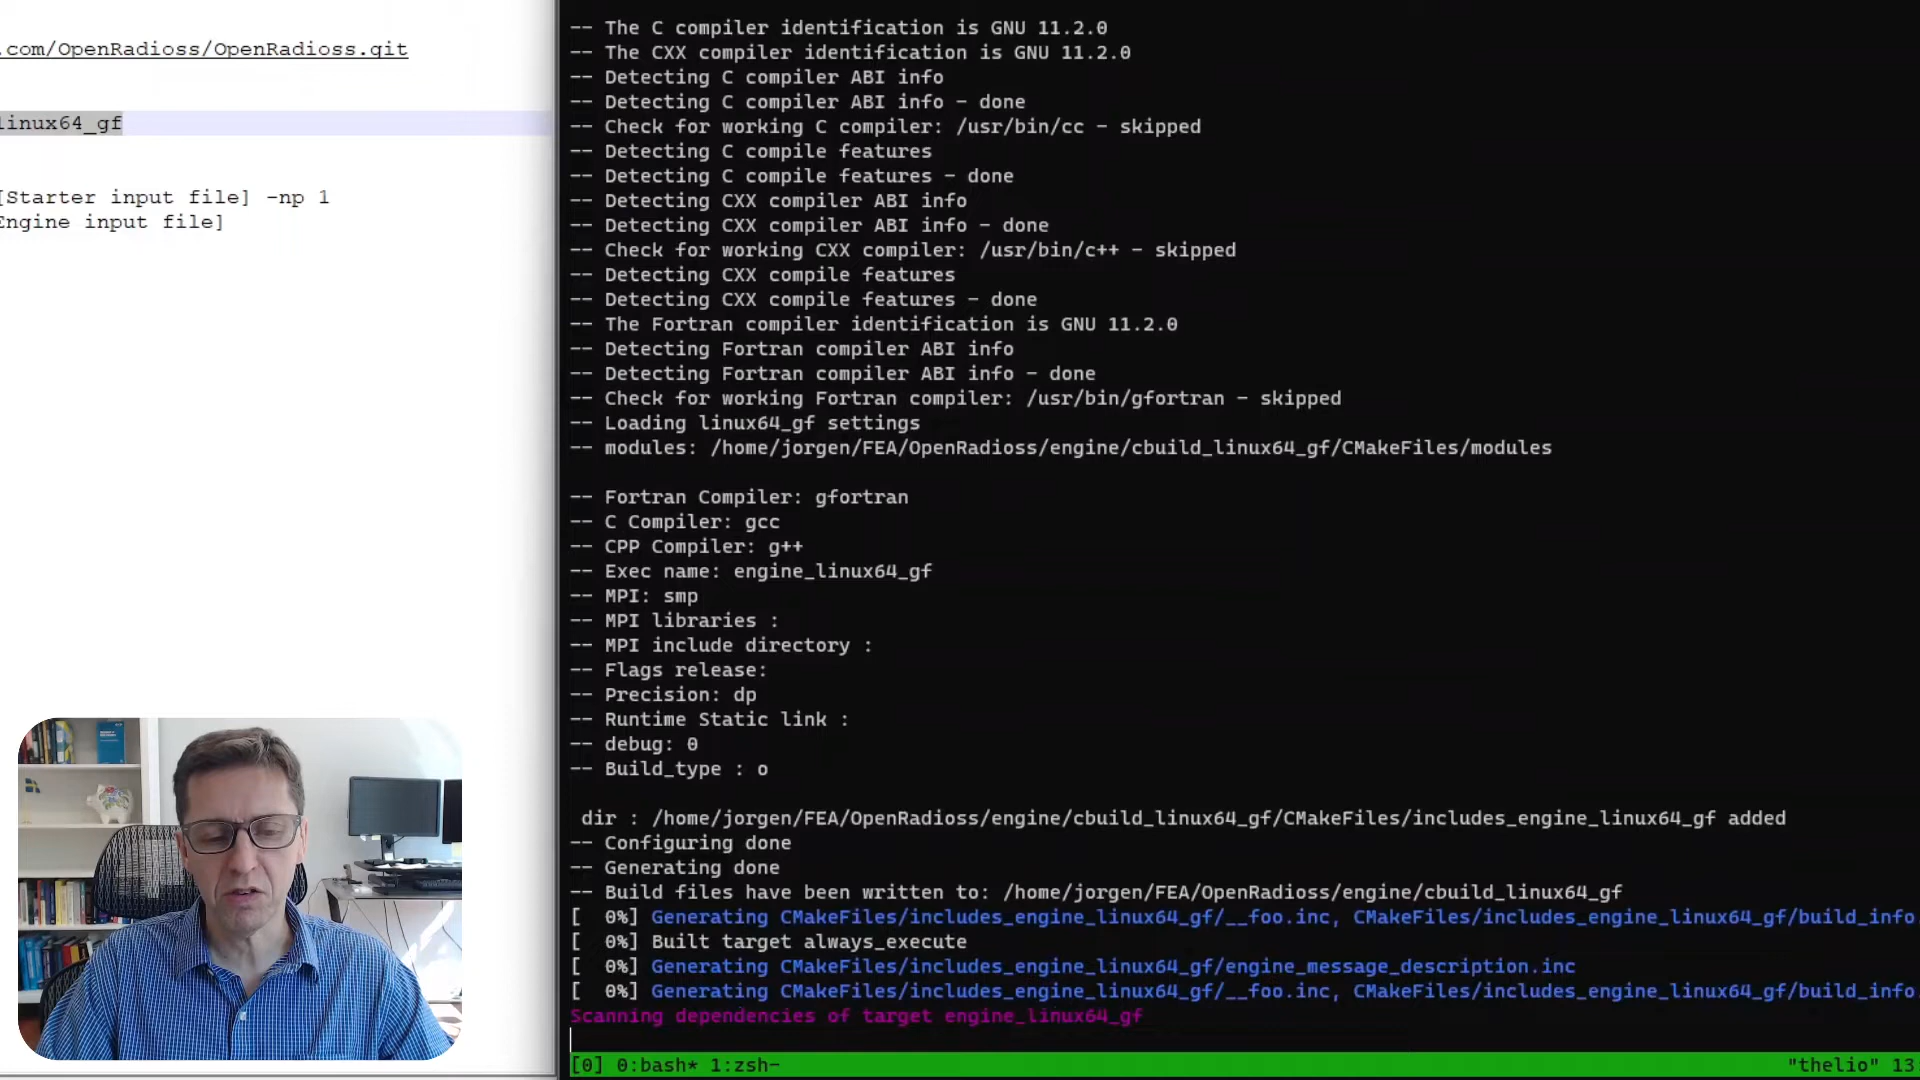 .com/OpenRadioss/OpenRadioss.git
linux64_gf
[Starter input file] -np 1
Engine input file]
-- The C compiler identification is GNU 11.2.0
-- The CXX compiler identification is GNU 11.2.0
-- Detecting C compiler ABI info
-- Detecting C compiler ABI info - done
-- Check for working C compiler: /usr/bin/cc - skipped
-- Detecting C compile features
-- Detecting C compile features - done
-- Detecting CXX compiler ABI info
-- Detecting CXX compiler ABI info - done
-- Check for working CXX compiler: /usr/bin/c++ - skipped
-- Detecting CXX compile features
-- Detecting CXX compile features - done
-- The Fortran compiler identification is GNU 11.2.0
-- Detecting Fortran compiler ABI info
-- Detecting Fortran compiler ABI info - done
-- Check for working Fortran compiler: /usr/bin/gfortran - skipped
-- Loading linux64_gf settings
-- modules: /home/jorgen/FEA/OpenRadioss/engine/cbuild_linux64_gf/CMakeFiles/modules
-- Fortran Compiler: gfortran
-- C Compiler: gcc
-- CPP Compiler: g++
-- Exec name: engine_linux64_gf
-- MPI: smp
-- MPI libraries :
-- MPI include directory :
-- Flags release:
-- Precision: dp
-- Runtime Static link :
-- debug: 0
-- Build_type : o
dir : /home/jorgen/FEA/OpenRadioss/engine/cbuild_linux64_gf/CMakeFiles/includes_engine_linux64_gf added
-- Configuring done
-- Generating done
-- Build files have been written to: /home/jorgen/FEA/OpenRadioss/engine/cbuild_linux64_gf
[  0%] Generating CMakeFiles/includes_engine_linux64_gf/__foo.inc, CMakeFiles/includes_engine_linux64_gf/build_info.
[  0%] Built target always_execute
[  0%] Generating CMakeFiles/includes_engine_linux64_gf/engine_message_description.inc
[  0%] Generating CMakeFiles/includes_engine_linux64_gf/__foo.inc, CMakeFiles/includes_engine_linux64_gf/build_info.
Scanning dependencies of target engine_linux64_gf
[0] 0:bash* 1:zsh- "thelio" 13